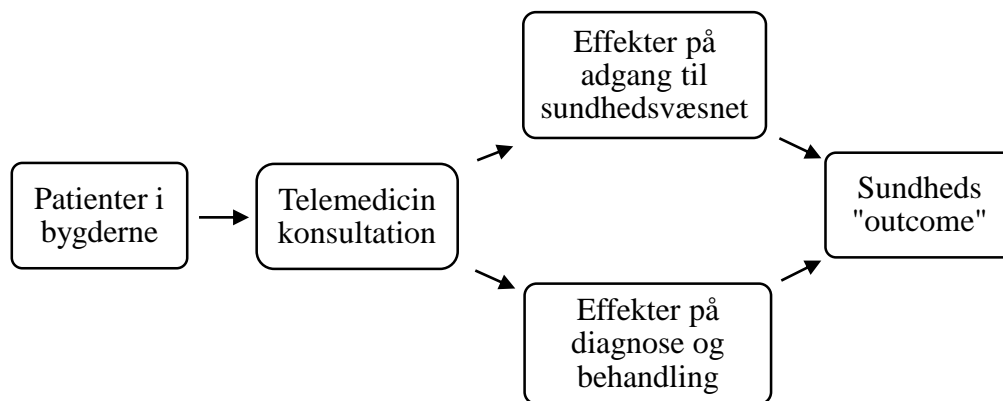 Patienter i
bygderne
Telemedicin
konsultation
Effekter på
adgang til
sundhedsvæsnet
Effekter på
diagnose og
behandling
Sundheds
"outcome"